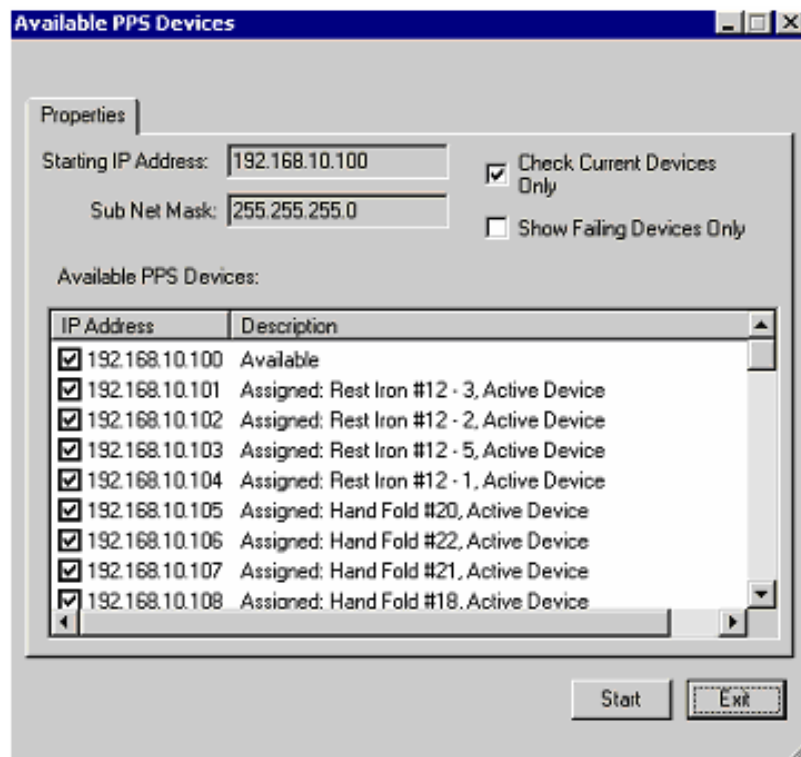 Available PPS Devices
Properties
Starting IP Address: 192.168.10.100
Check Current Devices
Only
Sub Net Mask: 255.255.255.0
Show Failing Devices Only
Available PPS Devices:
IP Address Description
192.168.10.100 Available
192.168.10.101 Assigned: Rest Iron #12 - 3, Active Device
192.168.10.102 Assigned: Rest Iron #12 - 2, Active Device
192.168.10.103 Assigned: Rest Iron #12 - 5, Active Device
192.168.10.104 Assigned: Rest Iron #12 - 1, Active Device
192.168.10.105 Assigned: Hand Fold #20, Active Device
192.168.10.106 Assigned: Hand Fold #22, Active Device
192.168.10.107 Assigned: Hand Fold #21, Active Device
192.168.10.108 Assigned: Hand Fold #18, Active Device
Start Exit